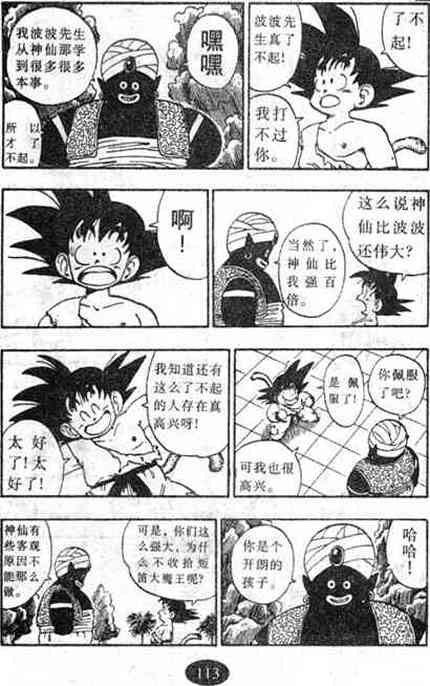 了不
起!
波波先
生真了
不起!
我打
不过
你。
嘿
嘿
我波波先生
从神仙那学
到很多很多
本事。
所以
才了
不起。
这么说神
仙比波波
还伟大?
当然了,
神仙比
我强百
倍。
啊
!
你佩服
了吧?
是佩
服了!
可我也很
高兴。
我知道还有
这么了不起
的人存在真
高兴呀!
太好
了!太
好了!
哈
哈!
你是个
开朗的
孩子。
可是,你们这
么强大,为什
么不收拾短
笛大魔王呢?
神仙有
些客观
原因不
能那么
做。
113